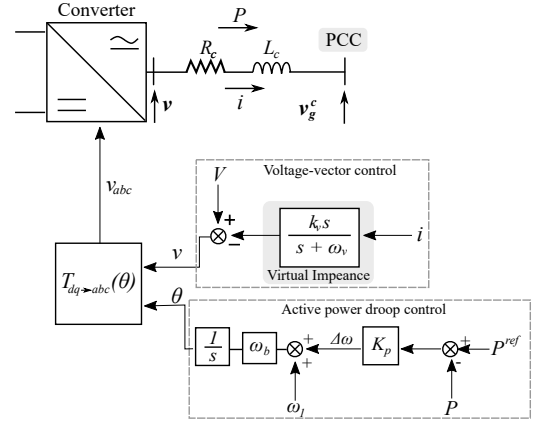 Converter
P
R_c
L_c
PCC
v
i
v_g^c
v_abc
Voltage-vector control
V
+
−
k_v s
s + ω_v
i
Virtual Impeance
v
T_dq→abc(θ)
θ
Active power droop control
1
s
ω_b
+
+
Δω
K_p
+
-
P^ref
ω_1
P